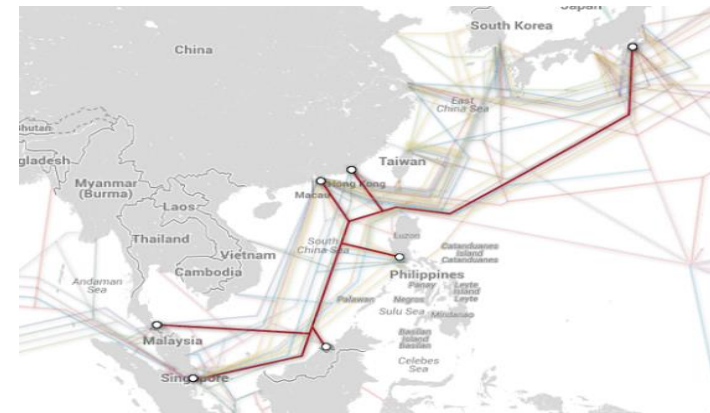 Japan
South Korea
China
East
China Sea
Bhutan
gladesh
Taiwan
Myanmar
(Burma)
Hong Kong
Macau
Laos
Luzon
Thailand
South
China Sea
Catanduanes
Island
Catanduanes
Vietnam
Andaman
Sea
Cambodia
Philippines
Panay
Leyte
Island
Leyte
Palawan
Negros
Sulu Sea
Mindanao
Basilan
Island
Basilan
Malaysia
Celebes
Sea
Singapore